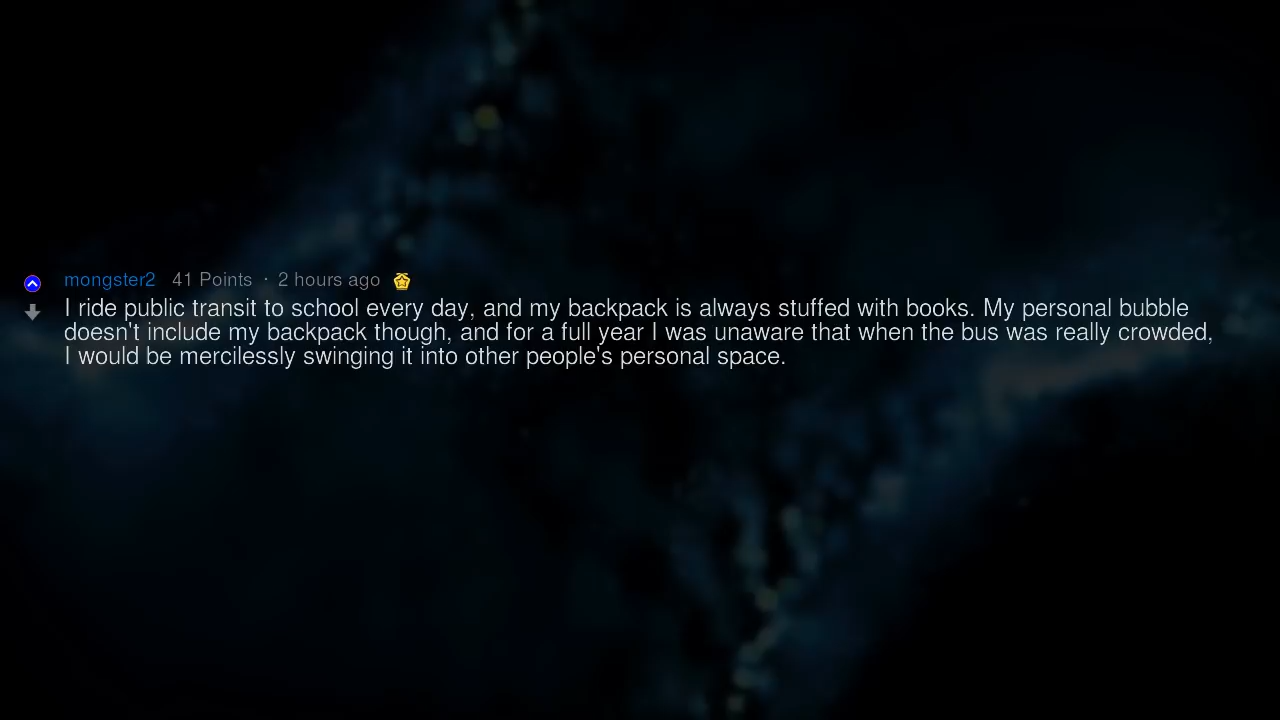 mongster2 41 Points · 2 hours ago
I ride public transit to school every day, and my backpack is always stuffed with books. My personal bubble
doesn't include my backpack though, and for a full year I was unaware that when the bus was really crowded,
I would be mercilessly swinging it into other people's personal space.